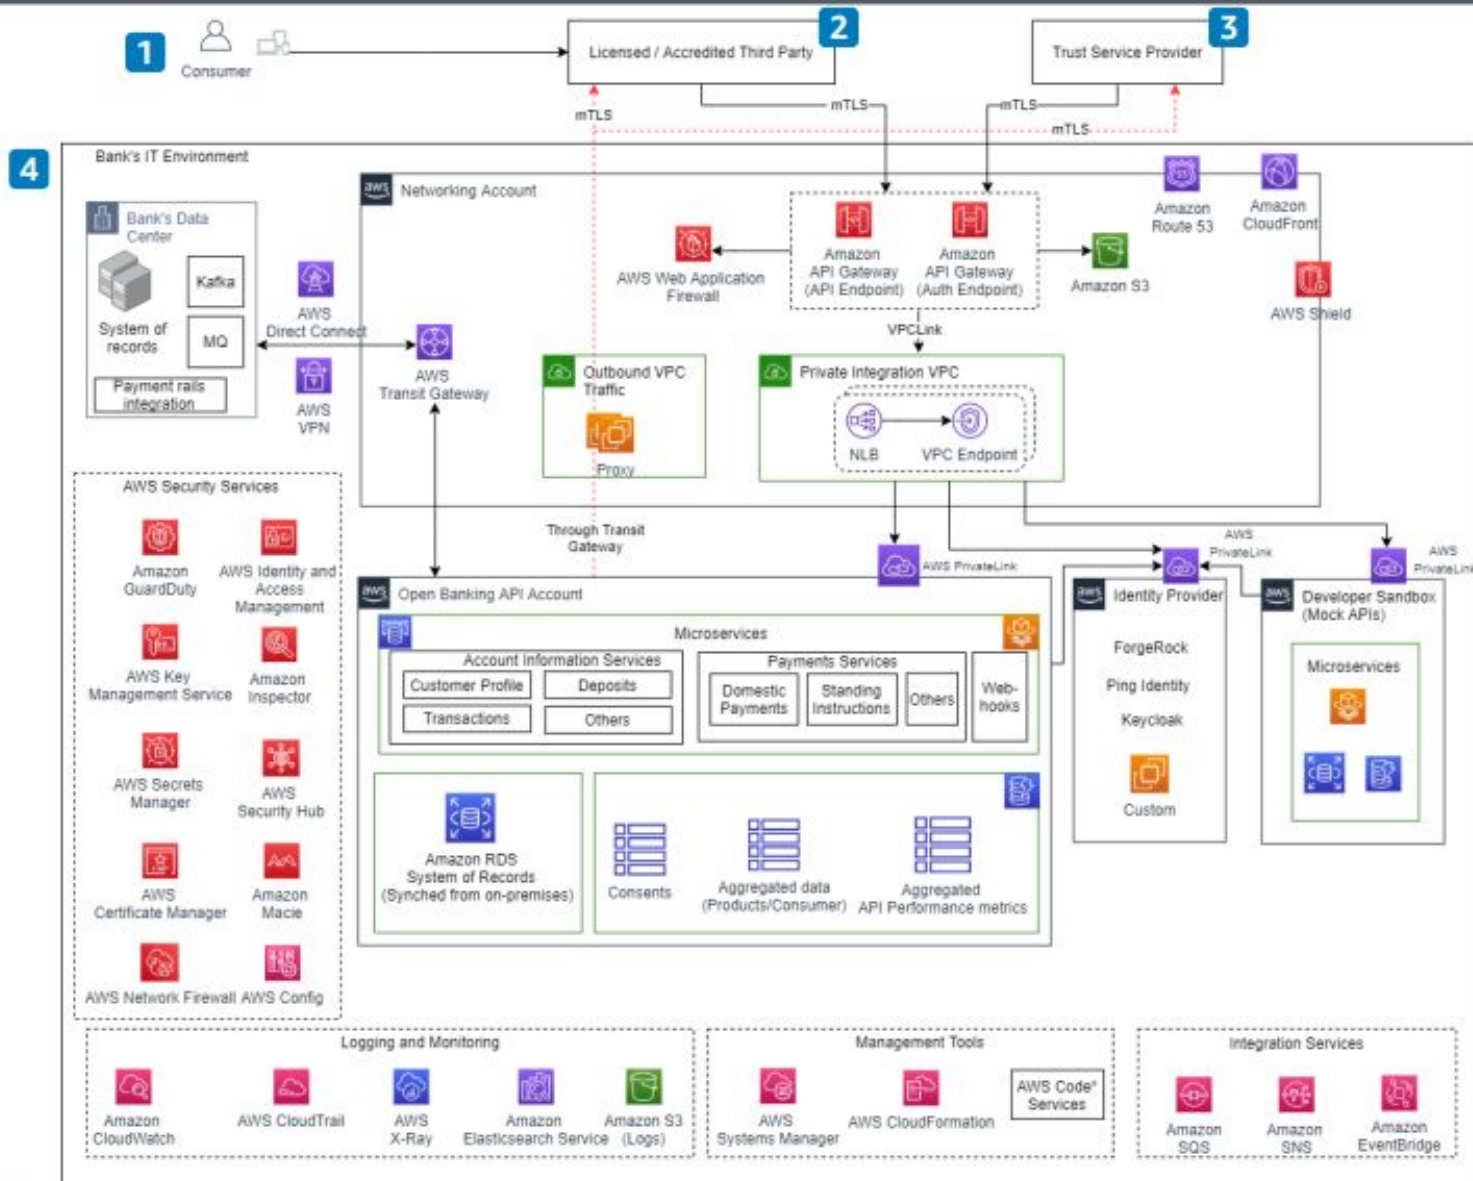 1
Consumer
Licensed / Accredited Third Party
2
Trust Service Provider
3
mTLS
mTLS
mTLS
mTLS
4
Bank's IT Environment
Bank's Data
Center
System of
records
Kafka
MQ
Payment rails
integration
AWS
Direct Connect
AWS
VPN
aws
Networking Account
AWS
Transit Gateway
AWS Web Application
Firewall
Amazon
API Gateway
(API Endpoint)
Amazon
API Gateway
(Auth Endpoint)
Amazon S3
53
Amazon
Route 53
Amazon
CloudFront
AWS Shield
VPCLink
Outbound VPC
Traffic
Proxy
Private Integration VPC
NLB
VPC Endpoint
Through Transit
Gateway
AWS PrivateLink
AWS
PrivateLink
AWS
PrivateLink
AWS Security Services
Amazon
GuardDuty
AWS Identity and
Access
Management
AWS Key
Management Service
Amazon
Inspector
AWS Secrets
Manager
AWS
Security Hub
AWS
Certificate Manager
Amazon
Macie
AWS Network Firewall
AWS Config
aws
Open Banking API Account
Microservices
Account Information Services
Customer Profile
Deposits
Transactions
Others
Payments Services
Domestic
Payments
Standing
Instructions
Others
Web-
hooks
Amazon RDS
System of Records
(Synched from on-premises)
Consents
Aggregated data
(Products/Consumer)
Aggregated
API Performance metrics
aws
Identity Provider
ForgeRock
Ping Identity
Keycloak
Custom
aws
Developer Sandbox
(Mock APIs)
Microservices
Logging and Monitoring
Amazon
CloudWatch
AWS CloudTrail
AWS
X-Ray
Amazon
Elasticsearch Service
Amazon S3
(Logs)
Management Tools
AWS
Systems Manager
AWS CloudFormation
AWS Code*
Services
Integration Services
Amazon
SQS
Amazon
SNS
Amazon
EventBridge